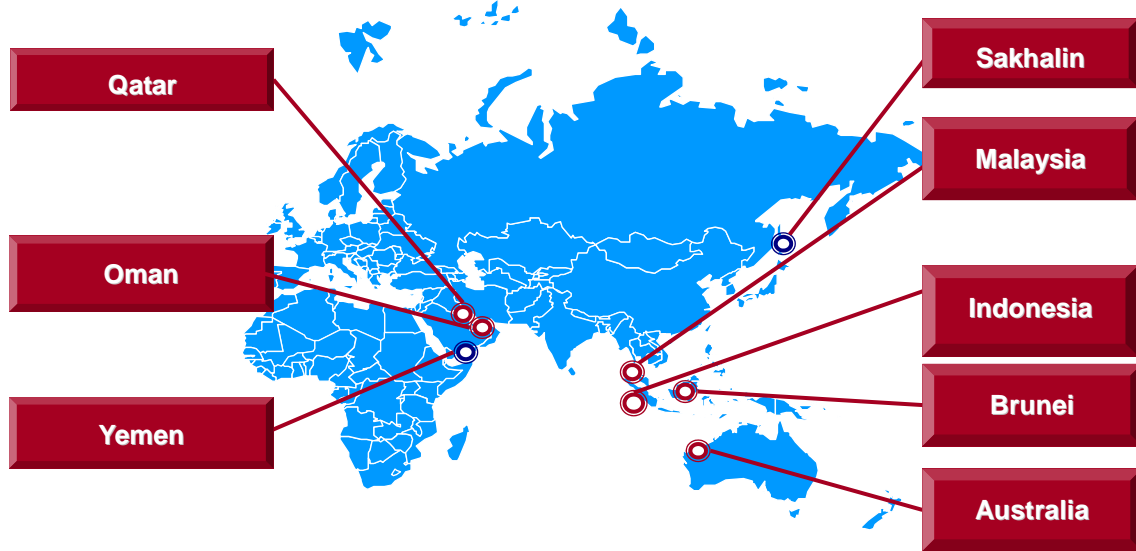 Qatar
Oman
Yemen
Sakhalin
Malaysia
Indonesia
Brunei
Australia